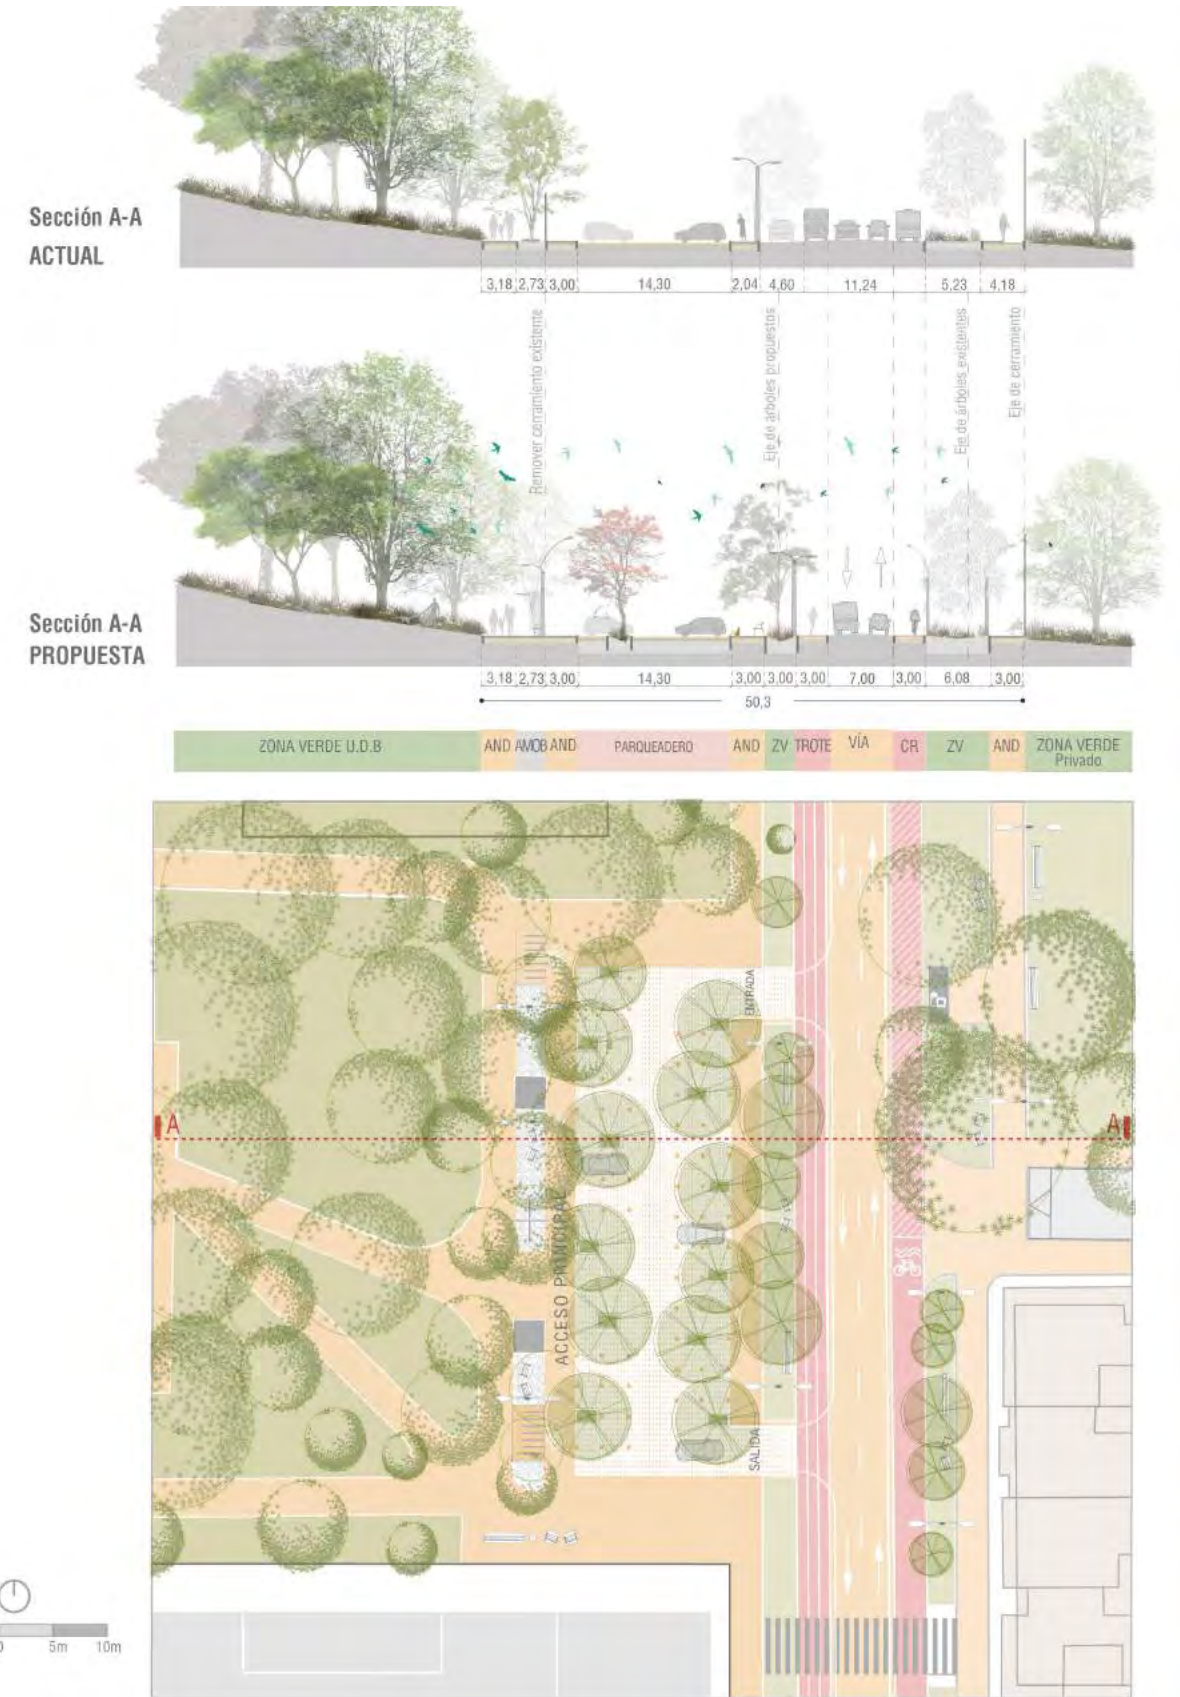 Sección A-A
ACTUAL
3,18 2,73 3,00 14,30 2,04 4,60 11,24 5,23 4,18
Remover cerramiento existente
Eje de árboles propuestos
Eje de árboles existentes
Eje de cerramiento
Sección A-A
PROPUESTA
3,18 2,73 3,00 14,30 3,00 3,00 3,00 7,00 3,00 6,08 3,00
50,3
ZONA VERDE U.D.B AND AMOB AND PARQUEADERO AND ZV TROTE VÍA CR ZV AND ZONA VERDE
Privado
ENTRADA
A
A
ACCESO PRINCIPAL
SALIDA
0 5m 10m